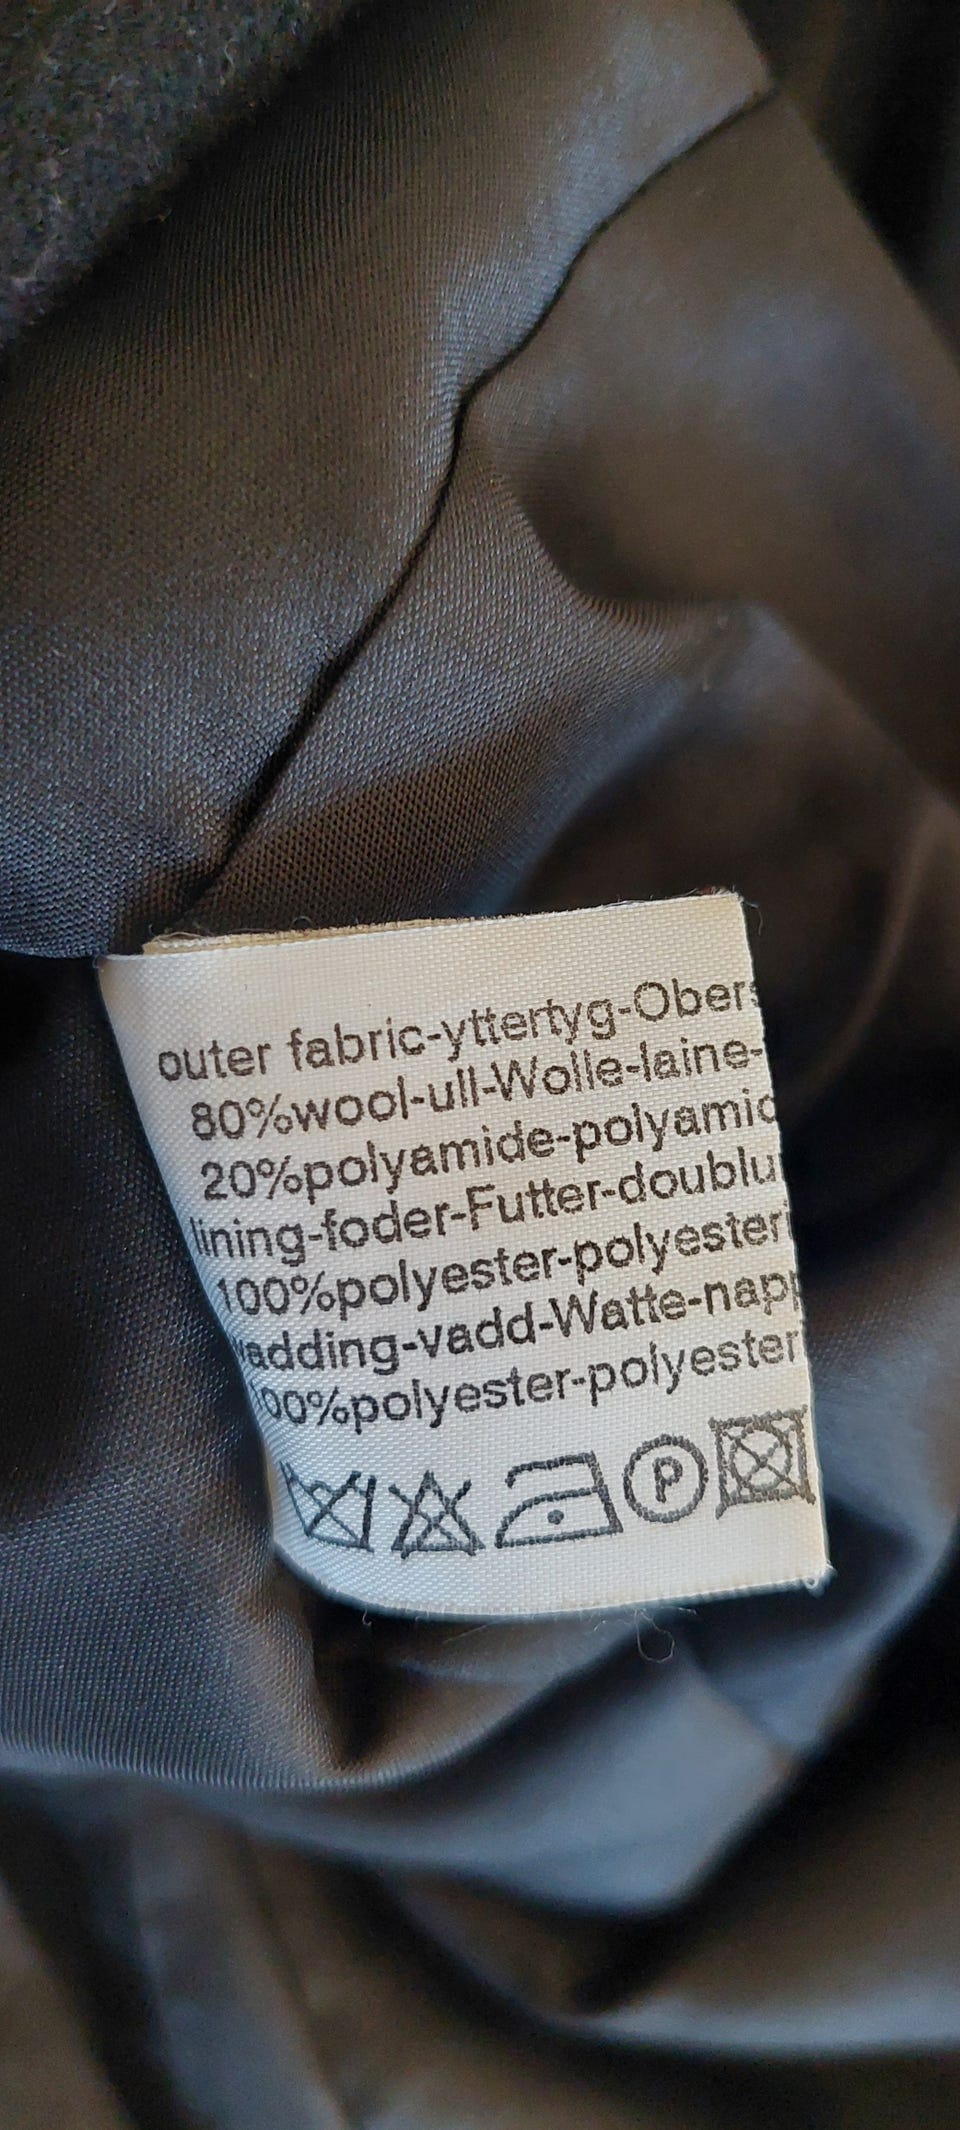 outer fabric-yttertyg-Obers
80%wool-ull-Wolle-laine-
20%polyamide-polyamid
lining-foder-Futter-doublu
100%polyester-polyester
wadding-vadd-Watte-napp
100%polyester-polyester
P